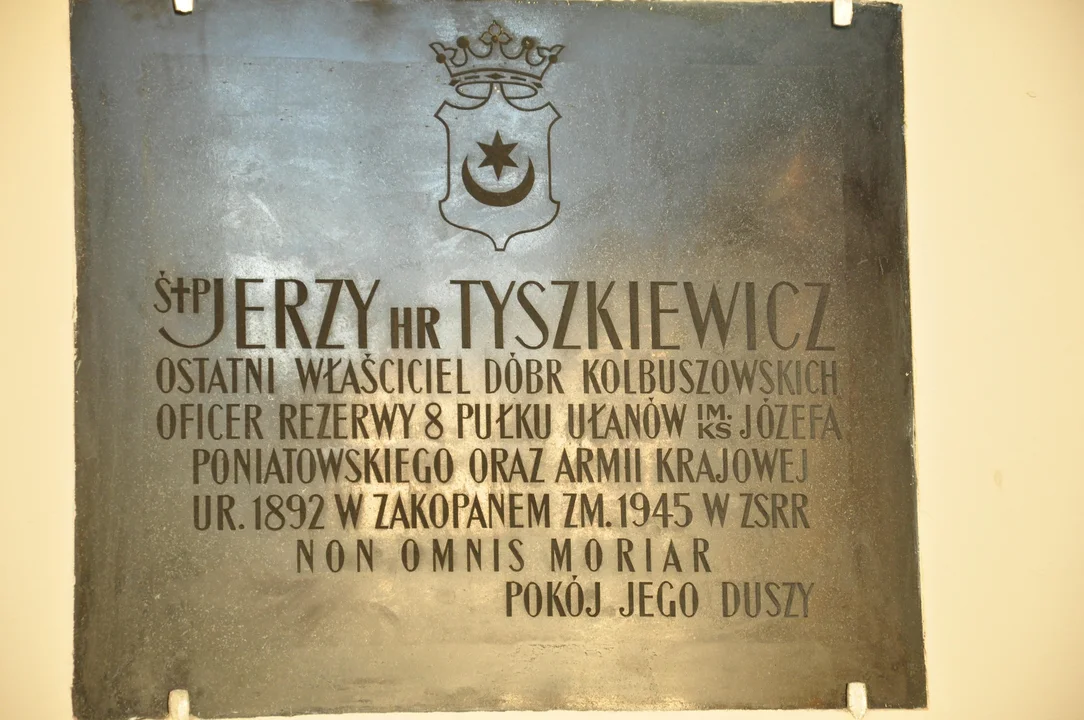 Ś†P JERZY HR TYSZKIEWICZ
OSTATNI WŁAŚCICIEL DÓBR KOLBUSZOWSKICH
OFICER REZERWY 8 PUŁKU UŁANÓW IM. KS JÓZEFA
PONIATOWSKIEGO ORAZ ARMII KRAJOWEJ
UR. 1892 W ZAKOPANEM ZM. 1945 W ZSRR
NON OMNIS MORIAR
POKÓJ JEGO DUSZY